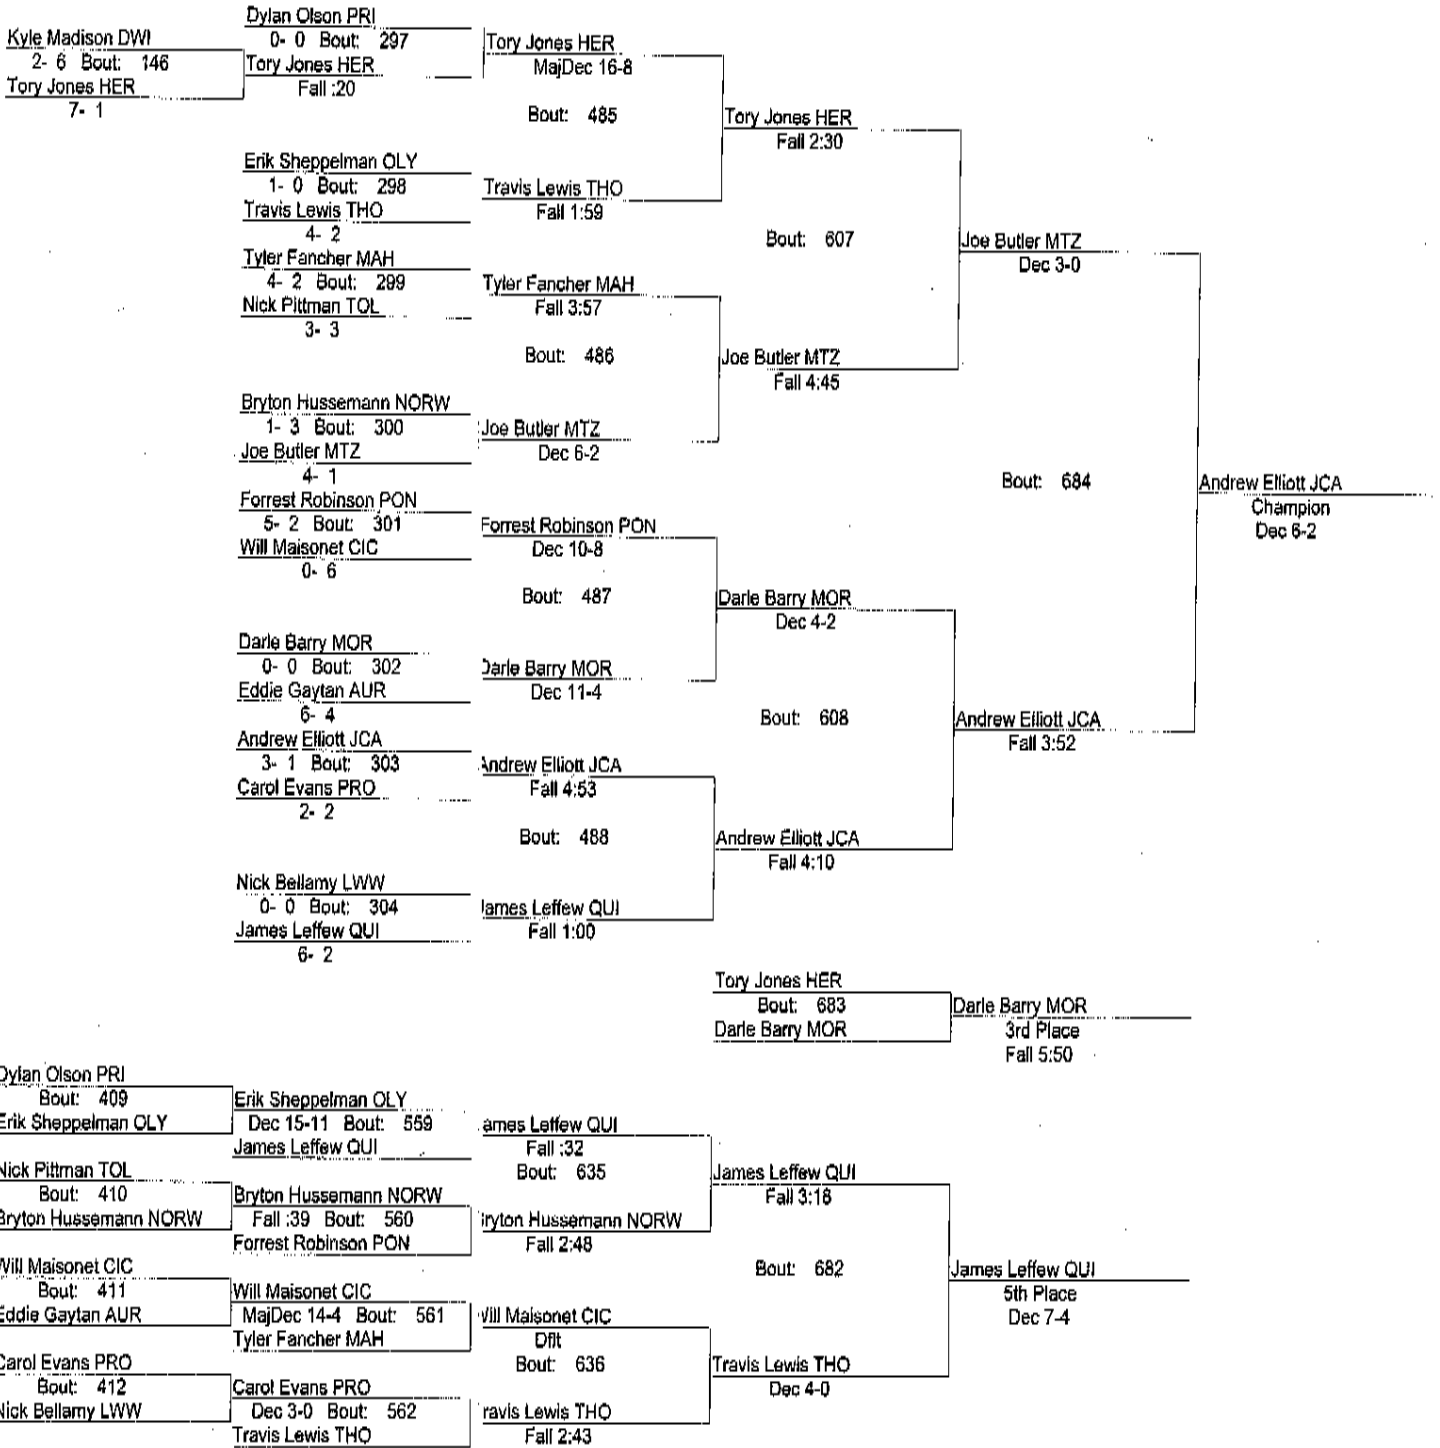 Kyle Madison DWI
2- 6 Bout: 146
Tory Jones HER
7- 1
Dylan Olson PRI
0- 0 Bout: 297
Tory Jones HER
Fall :20
Erik Sheppelman OLY
1- 0 Bout: 298
Travis Lewis THO
4- 2
Tyler Fancher MAH
4- 2 Bout: 299
Nick Pittman TOL
3- 3
Bryton Hussemann NORW
1- 3 Bout: 300
Joe Butler MTZ
4- 1
Forrest Robinson PON
5- 2 Bout: 301
Will Maisonet CIC
0- 6
Darle Barry MOR
0- 0 Bout: 302
Eddie Gaytan AUR
6- 4
Andrew Elliott JCA
3- 1 Bout: 303
Carol Evans PRO
2- 2
Nick Bellamy LWW
0- 0 Bout: 304
James Leffew QUI
6- 2
Tory Jones HER
MajDec 16-8
Bout: 485
Travis Lewis THO
Fall 1:59
Tyler Fancher MAH
Fall 3:57
Bout: 486
Joe Butler MTZ
Dec 6-2
Forrest Robinson PON
Dec 10-8
Bout: 487
Darle Barry MOR
Dec 11-4
Andrew Elliott JCA
Fall 4:53
Bout: 488
James Leffew QUI
Fall 1:00
Tory Jones HER
Fall 2:30
Bout: 607
Joe Butler MTZ
Fall 4:45
Darle Barry MOR
Dec 4-2
Bout: 608
Andrew Elliott JCA
Fall 4:10
Joe Butler MTZ
Dec 3-0
Bout: 684
Andrew Elliott JCA
Fall 3:52
Andrew Elliott JCA
Champion
Dec 6-2
Tory Jones HER
Bout: 683
Darle Barry MOR
Darle Barry MOR
3rd Place
Fall 5:50
Dylan Olson PRI
Bout: 409
Erik Sheppelman OLY
Nick Pittman TOL
Bout: 410
Bryton Hussemann NORW
Will Maisonet CIC
Bout: 411
Eddie Gaytan AUR
Carol Evans PRO
Bout: 412
Nick Bellamy LWW
Erik Sheppelman OLY
Dec 15-11 Bout: 559
James Leffew QUI
Bryton Hussemann NORW
Fall :39 Bout: 560
Forrest Robinson PON
Will Maisonet CIC
MajDec 14-4 Bout: 561
Tyler Fancher MAH
Carol Evans PRO
Dec 3-0 Bout: 562
Travis Lewis THO
ames Leffew QUI
Fall :32
Bout: 635
ryton Hussemann NORW
Fall 2:48
Will Maisonet CIC
Dflt
Bout: 636
ravis Lewis THO
Fall 2:43
James Leffew QUI
Fall 3:18
Bout: 682
Travis Lewis THO
Dec 4-0
James Leffew QUI
5th Place
Dec 7-4